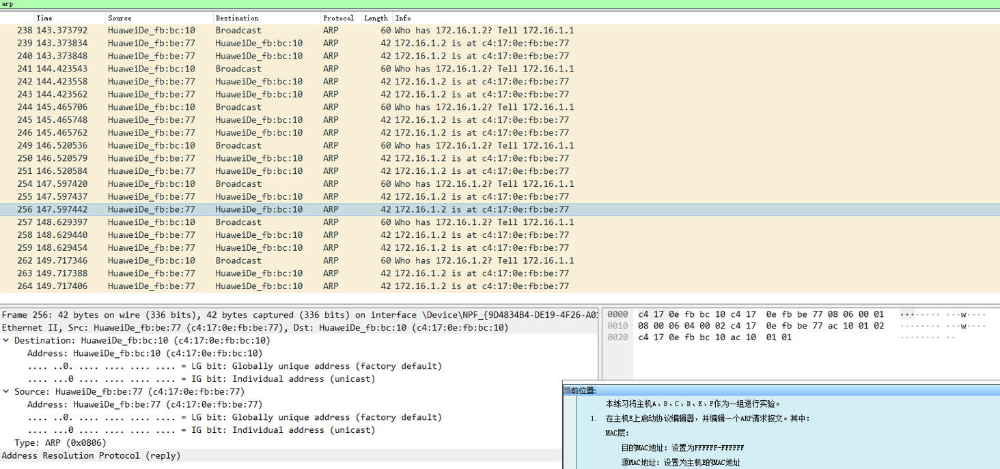 arp
Time Source Destination Protocol Length Info
238 143.373792 HuaweiDe_fb:bc:10 Broadcast ARP 60 Who has 172.16.1.2? Tell 172.16.1.1
239 143.373834 HuaweiDe_fb:be:77 HuaweiDe_fb:bc:10 ARP 42 172.16.1.2 is at c4:17:0e:fb:be:77
240 143.373848 HuaweiDe_fb:be:77 HuaweiDe_fb:bc:10 ARP 42 172.16.1.2 is at c4:17:0e:fb:be:77
241 144.423543 HuaweiDe_fb:bc:10 Broadcast ARP 60 Who has 172.16.1.2? Tell 172.16.1.1
242 144.423558 HuaweiDe_fb:be:77 HuaweiDe_fb:bc:10 ARP 42 172.16.1.2 is at c4:17:0e:fb:be:77
243 144.423562 HuaweiDe_fb:be:77 HuaweiDe_fb:bc:10 ARP 42 172.16.1.2 is at c4:17:0e:fb:be:77
244 145.465706 HuaweiDe_fb:bc:10 Broadcast ARP 60 Who has 172.16.1.2? Tell 172.16.1.1
245 145.465748 HuaweiDe_fb:be:77 HuaweiDe_fb:bc:10 ARP 42 172.16.1.2 is at c4:17:0e:fb:be:77
246 145.465762 HuaweiDe_fb:be:77 HuaweiDe_fb:bc:10 ARP 42 172.16.1.2 is at c4:17:0e:fb:be:77
249 146.520536 HuaweiDe_fb:bc:10 Broadcast ARP 60 Who has 172.16.1.2? Tell 172.16.1.1
250 146.520579 HuaweiDe_fb:be:77 HuaweiDe_fb:bc:10 ARP 42 172.16.1.2 is at c4:17:0e:fb:be:77
251 146.520584 HuaweiDe_fb:be:77 HuaweiDe_fb:bc:10 ARP 42 172.16.1.2 is at c4:17:0e:fb:be:77
254 147.597420 HuaweiDe_fb:bc:10 Broadcast ARP 60 Who has 172.16.1.2? Tell 172.16.1.1
255 147.597437 HuaweiDe_fb:be:77 HuaweiDe_fb:bc:10 ARP 42 172.16.1.2 is at c4:17:0e:fb:be:77
256 147.597442 HuaweiDe_fb:be:77 HuaweiDe_fb:bc:10 ARP 42 172.16.1.2 is at c4:17:0e:fb:be:77
257 148.629397 HuaweiDe_fb:bc:10 Broadcast ARP 60 Who has 172.16.1.2? Tell 172.16.1.1
258 148.629440 HuaweiDe_fb:be:77 HuaweiDe_fb:bc:10 ARP 42 172.16.1.2 is at c4:17:0e:fb:be:77
259 148.629454 HuaweiDe_fb:be:77 HuaweiDe_fb:bc:10 ARP 42 172.16.1.2 is at c4:17:0e:fb:be:77
262 149.717346 HuaweiDe_fb:bc:10 Broadcast ARP 60 Who has 172.16.1.2? Tell 172.16.1.1
263 149.717388 HuaweiDe_fb:be:77 HuaweiDe_fb:bc:10 ARP 42 172.16.1.2 is at c4:17:0e:fb:be:77
264 149.717406 HuaweiDe_fb:be:77 HuaweiDe_fb:bc:10 ARP 42 172.16.1.2 is at c4:17:0e:fb:be:77
Frame 256: 42 bytes on wire (336 bits), 42 bytes captured (336 bits) on interface \Device\NPF_{9D4834B4-DE19-4F26-A01
Ethernet II, Src: HuaweiDe_fb:be:77 (c4:17:0e:fb:be:77), Dst: HuaweiDe_fb:bc:10 (c4:17:0e:fb:bc:10)
Destination: HuaweiDe_fb:bc:10 (c4:17:0e:fb:bc:10)
Address: HuaweiDe_fb:bc:10 (c4:17:0e:fb:bc:10)
.... ..0. .... .... .... .... = LG bit: Globally unique address (factory default)
.... ...0 .... .... .... .... = IG bit: Individual address (unicast)
Source: HuaweiDe_fb:be:77 (c4:17:0e:fb:be:77)
Address: HuaweiDe_fb:be:77 (c4:17:0e:fb:be:77)
.... ..0. .... .... .... .... = LG bit: Globally unique address (factory default)
.... ...0 .... .... .... .... = IG bit: Individual address (unicast)
Type: ARP (0x0806)
Address Resolution Protocol (reply)
0000 c4 17 0e fb bc 10 c4 17 0e fb be 77 08 06 00 01 ········ ···w····
0010 08 00 06 04 00 02 c4 17 0e fb be 77 ac 10 01 02 ········ ···w····
0020 c4 17 0e fb bc 10 ac 10 01 01 ········ ··
当前位置:
本练习将主机A、B、C、D、E、F作为一组进行实验。
1. 在主机E上启动协议编辑器，并编辑一个ARP请求报文。其中：
MAC层：
目的MAC地址：设置为FFFFFF-FFFFFF
源MAC地址：设置为主机E的MAC地址